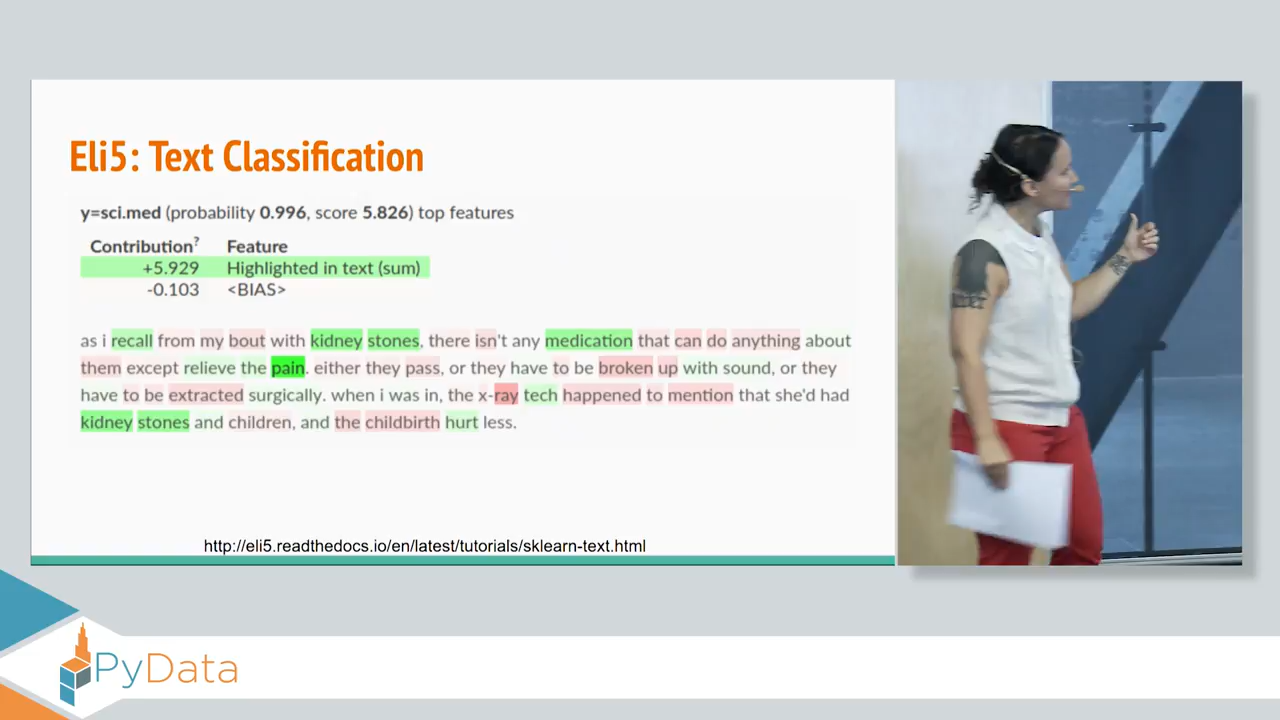 Eli5: Text Classification
y=sci.med (probability 0.996, score 5.826) top features
Contribution? Feature
+5.929 Highlighted in text (sum)
-0.103 <BIAS>
as i recall from my bout with kidney stones, there isn't any medication that can do anything about
them except relieve the pain. either they pass, or they have to be broken up with sound, or they
have to be extracted surgically. when i was in, the x-ray tech happened to mention that she'd had
kidney stones and children, and the childbirth hurt less.
http://eli5.readthedocs.io/en/latest/tutorials/sklearn-text.html
PyData